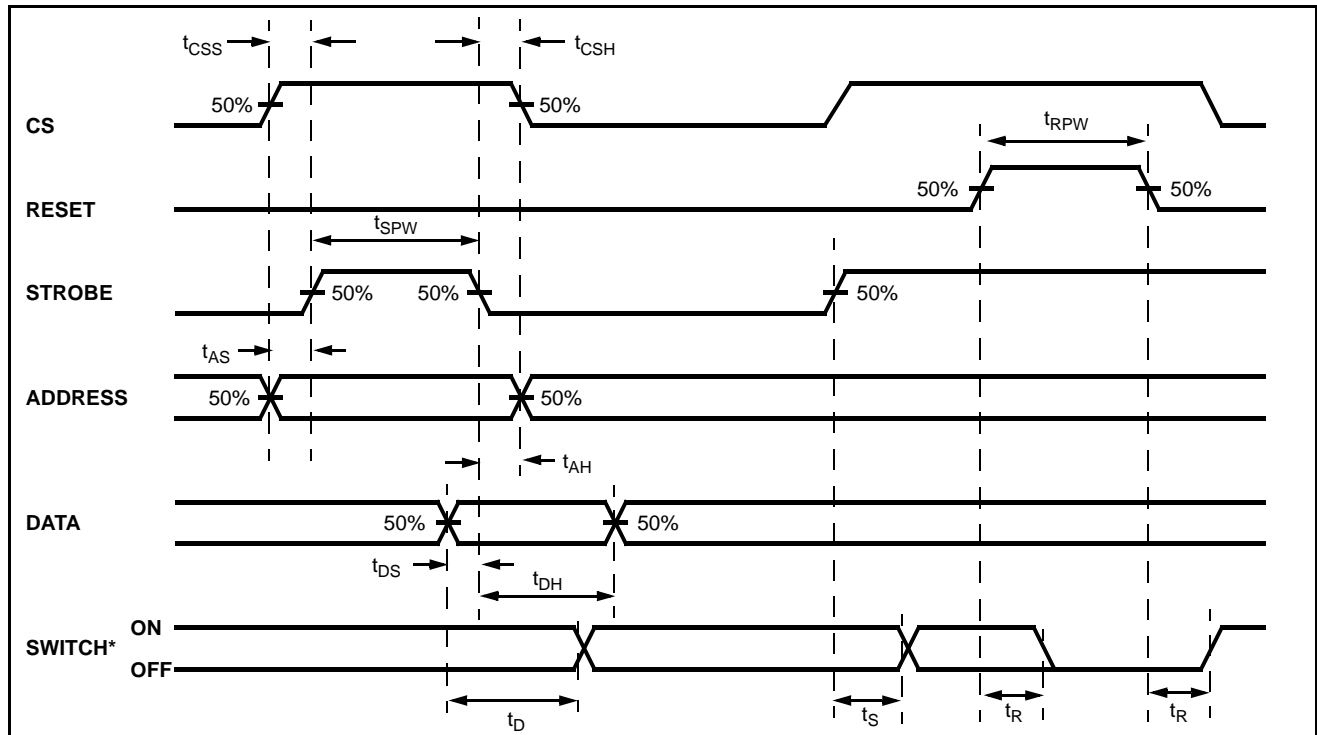 tCSS
tCSH
50%
50%
CS
tRPW
50%
50%
RESET
tSPW
STROBE
50%
50%
50%
tAS
ADDRESS
50%
50%
tAH
DATA
50%
50%
tDS
tDH
ON
SWITCH*
OFF
tD
tS
tR
tR